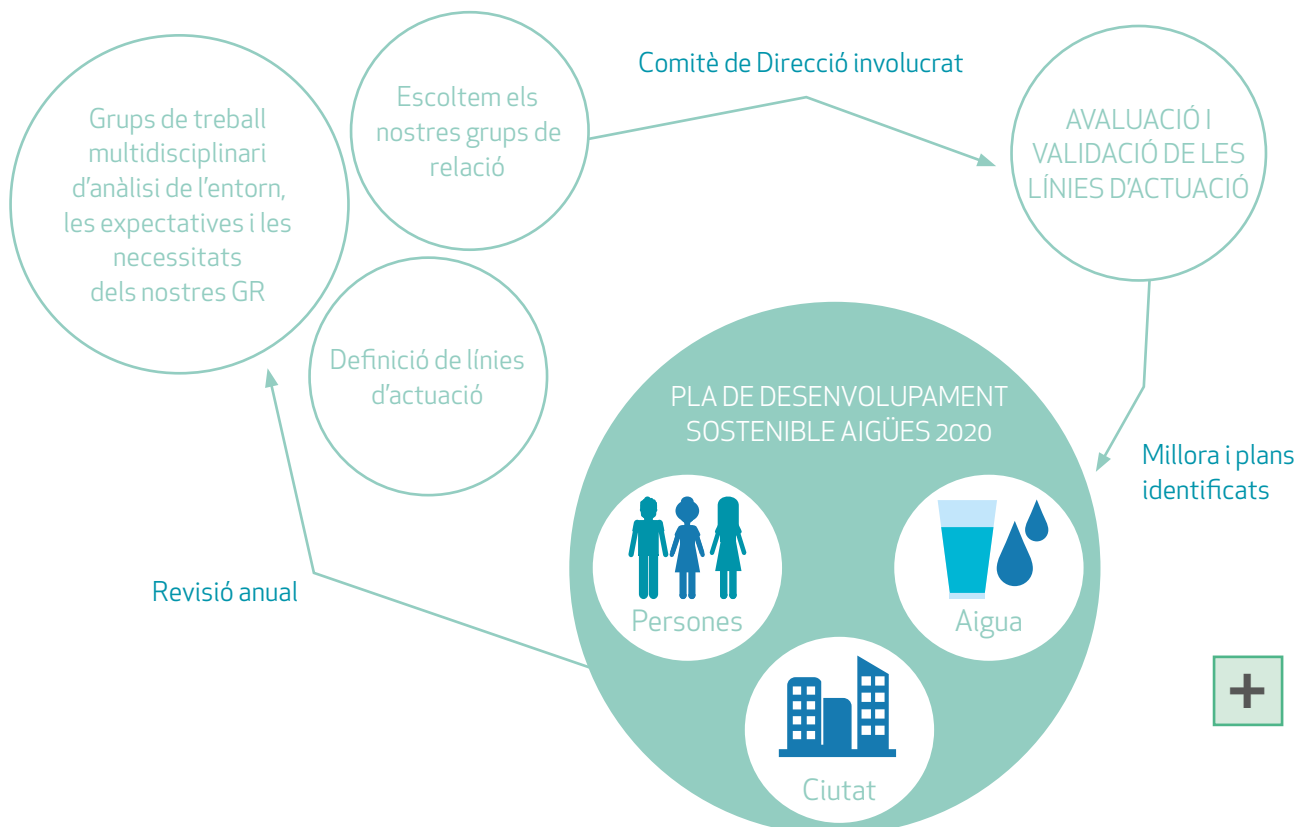 Grups de treball
multidisciplinari
d'anàlisi de l'entorn,
les expectatives i les
necessitats
dels nostres GR
Escoltem els
nostres grups de
relació
Definició de línies
d'actuació
Comitè de Direcció involucrat
AVALUACIÓ I
VALIDACIÓ DE LES
LÍNIES D'ACTUACIÓ
Millora i plans
identificats
PLA DE DESENVOLUPAMENT
SOSTENIBLE AIGÜES 2020
Persones
Aigua
Ciutat
Revisió anual
+